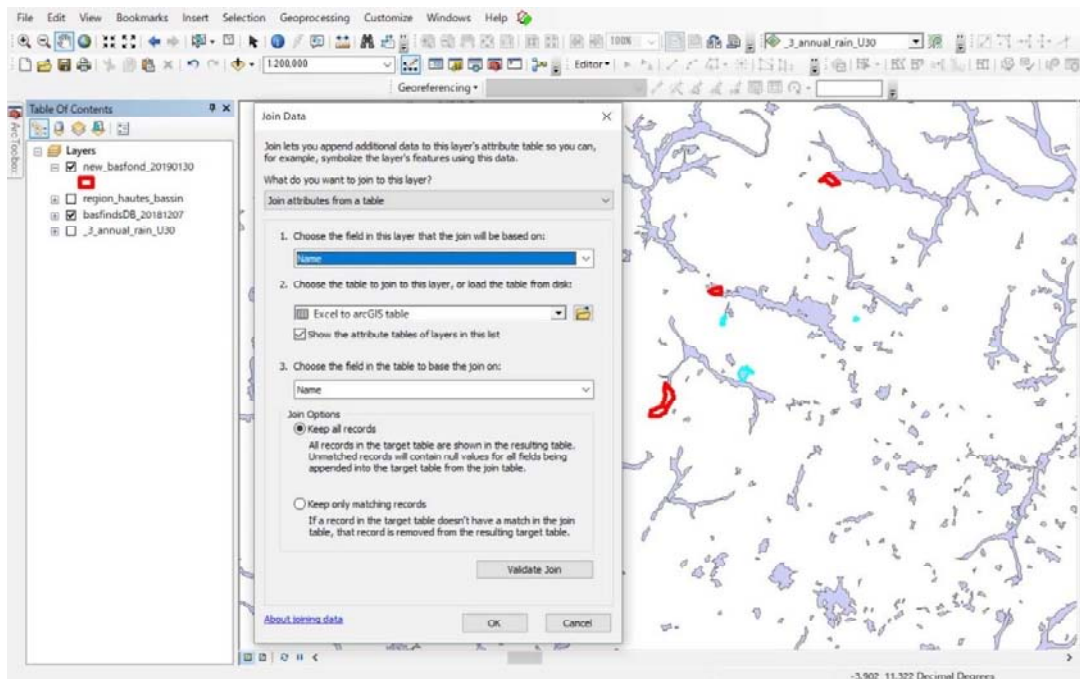 File Edit View Bookmarks Insert Selection Geoprocessing Customize Windows Help
100% _3_annual_rain_U30
1:200,000 Editor
Georeferencing
Table Of Contents
ArcToolbox
Layers
new_basfond_20190130
region_hautes_bassin
basfindsDB_20181207
_3_annual_rain_U30
Join Data
Join lets you append additional data to this layer's attribute table so you can,
for example, symbolize the layer's features using this data.
What do you want to join to this layer?
Join attributes from a table
1. Choose the field in this layer that the join will be based on:
Name
2. Choose the table to join to this layer, or load the table from disk:
Excel to arcGIS table
Show the attribute tables of layers in this list
3. Choose the field in the table to base the join on:
Name
Join Options
Keep all records
All records in the target table are shown in the resulting table.
Unmatched records will contain null values for all fields being
appended into the target table from the join table.
Keep only matching records
If a record in the target table doesn't have a match in the join
table, that record is removed from the resulting target table.
Validate Join
About joining data
OK Cancel
-3.902 11.322 Decimal Degrees